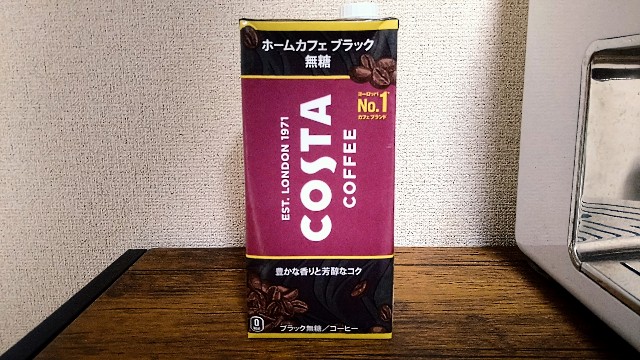 ホームカフェ ブラック
無糖
ヨーロッパ
No.1
カフェ ブランド
COSTA
COFFEE
EST. LONDON 1971
豊かな香りと芳醇なコク
0
ブラック無糖/コーヒー